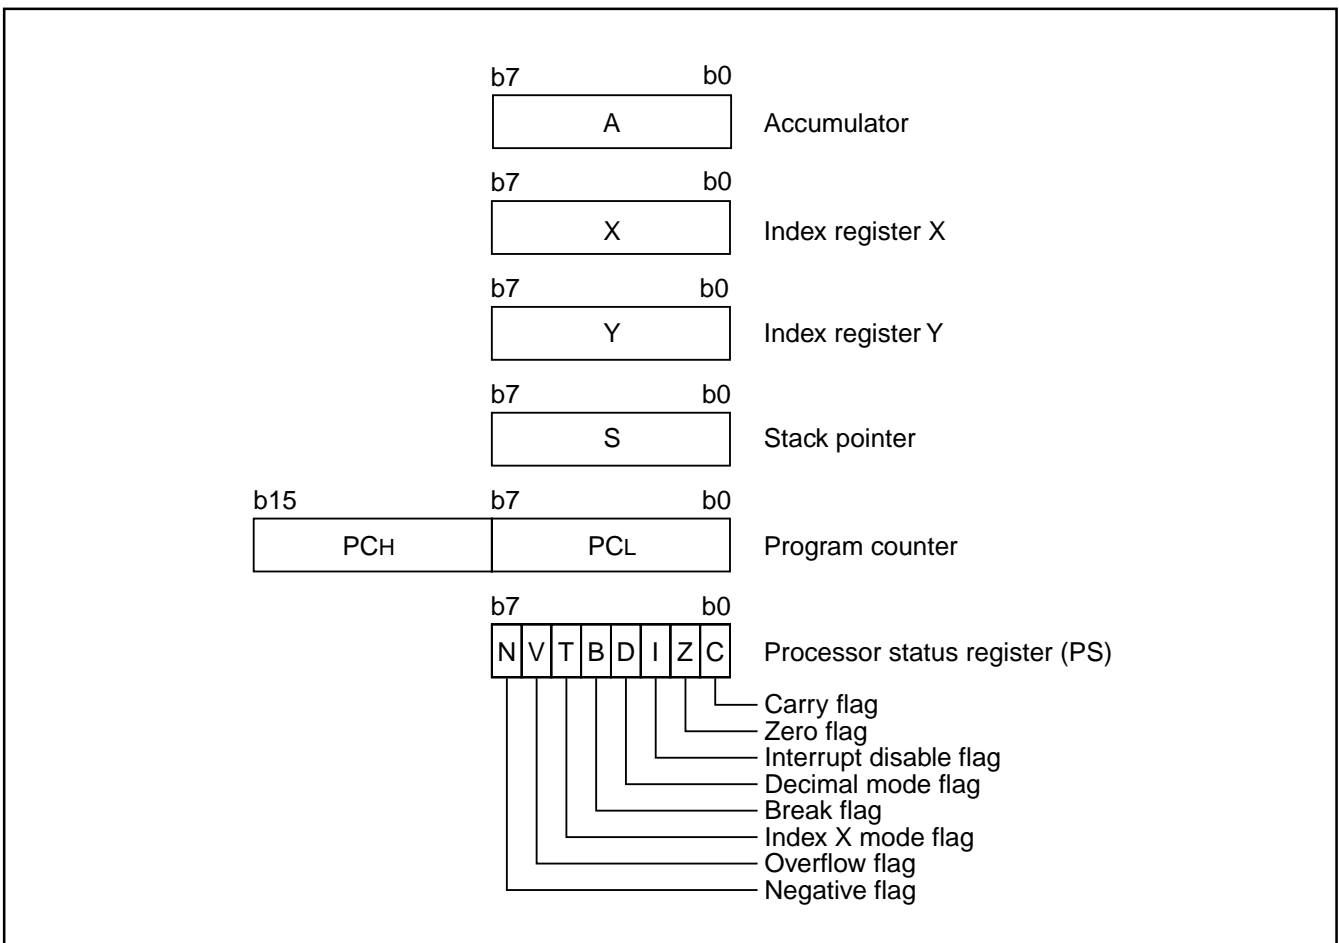 b7 b0
A Accumulator
b7 b0
X Index register X
b7 b0
Y Index register Y
b7 b0
S Stack pointer
b15 b7 b0
PCH PCL Program counter
b7 b0
N V T B D I Z C Processor status register (PS)
Carry flag
Zero flag
Interrupt disable flag
Decimal mode flag
Break flag
Index X mode flag
Overflow flag
Negative flag